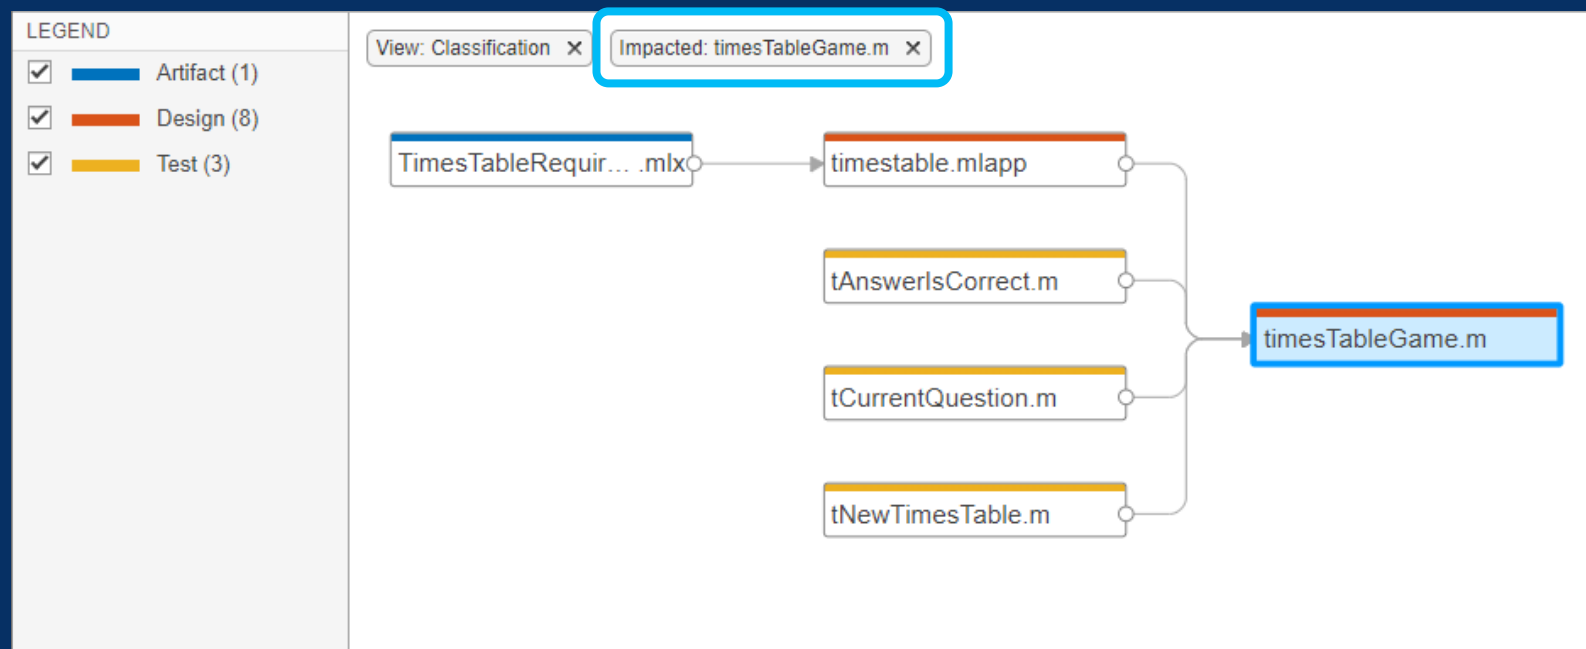 LEGEND
Artifact (1)
Design (8)
Test (3)
View: Classification
Impacted: timesTableGame.m
TimesTableRequir... .mlx
timestable.mlapp
tAnswerIsCorrect.m
tCurrentQuestion.m
tNewTimesTable.m
timesTableGame.m